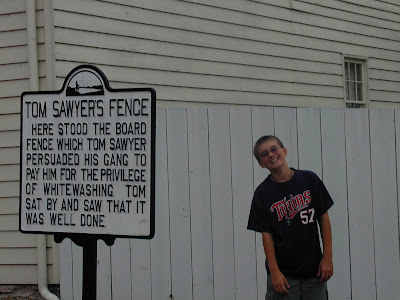 TOM SAWYER'S FENCE
HERE STOOD THE BOARD
FENCE WHICH TOM SAWYER
PERSUADED HIS GANG TO
PAY HIM FOR THE PRIVILEGE
OF WHITEWASHING. TOM
SAT BY AND SAW THAT IT
WAS WELL DONE.
Twins
57